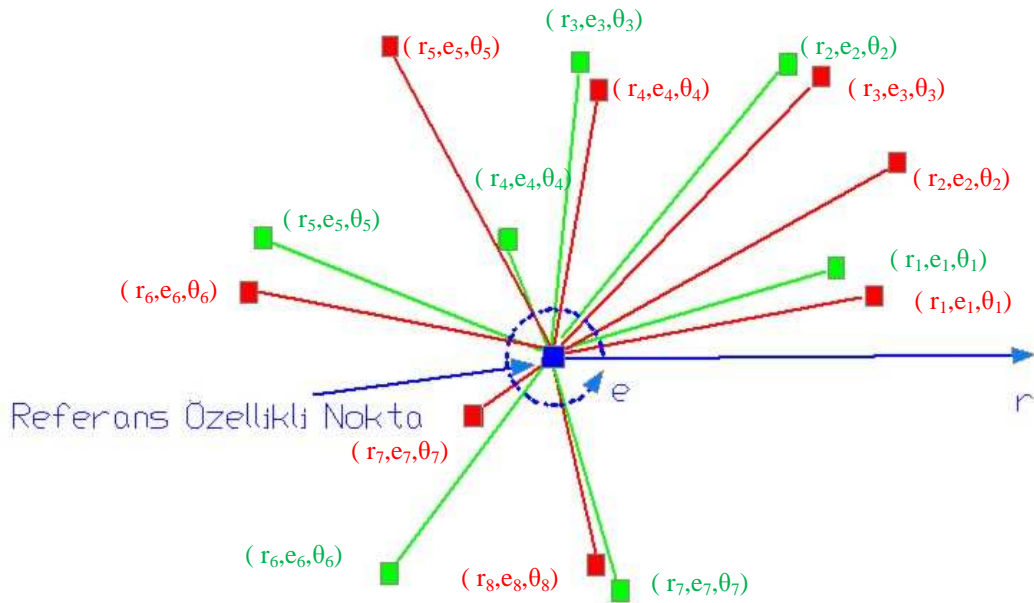 ( r₃,e₃,θ₃)
( r₅,e₅,θ₅)
( r₂,e₂,θ₂)
( r₄,e₄,θ₄)
( r₃,e₃,θ₃)
( r₄,e₄,θ₄)
( r₂,e₂,θ₂)
( r₅,e₅,θ₅)
( r₁,e₁,θ₁)
( r₆,e₆,θ₆)
( r₁,e₁,θ₁)
e
r
Referans Özellikli Nokta
( r₇,e₇,θ₇)
( r₆,e₆,θ₆)
( r₈,e₈,θ₈)
( r₇,e₇,θ₇)